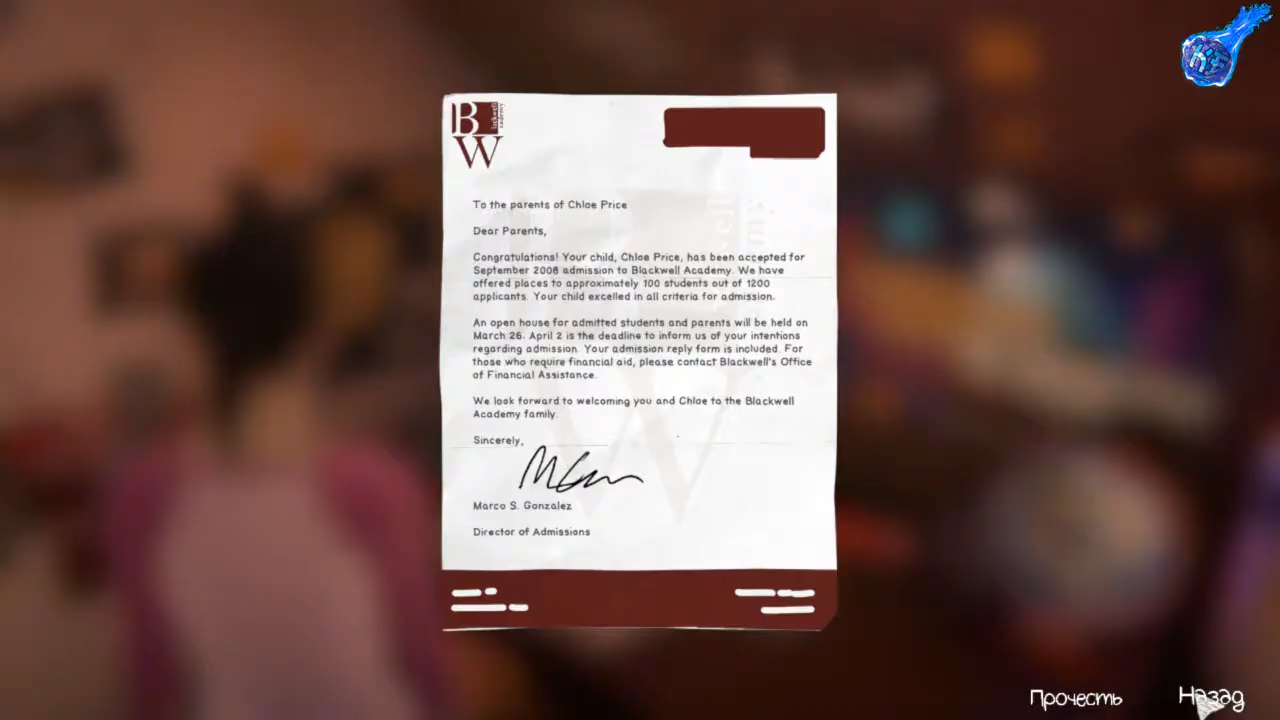 BW
Blackwell
Academy
To the parents of Chloe Price
Dear Parents,
Congratulations! Your child, Chloe Price, has been accepted for
September 2008 admission to Blackwell Academy. We have
offered places to approximately 100 students out of 1200
applicants. Your child excelled in all criteria for admission.
An open house for admitted students and parents will be held on
March 26. April 2 is the deadline to inform us of your intentions
regarding admission. Your admission reply form is included. For
those who require financial aid, please contact Blackwell's Office
of Financial Assistance.
We look forward to welcoming you and Chloe to the Blackwell
Academy family.
Sincerely,
Marco S. Gonzalez
Director of Admissions
Прочесть
Назад